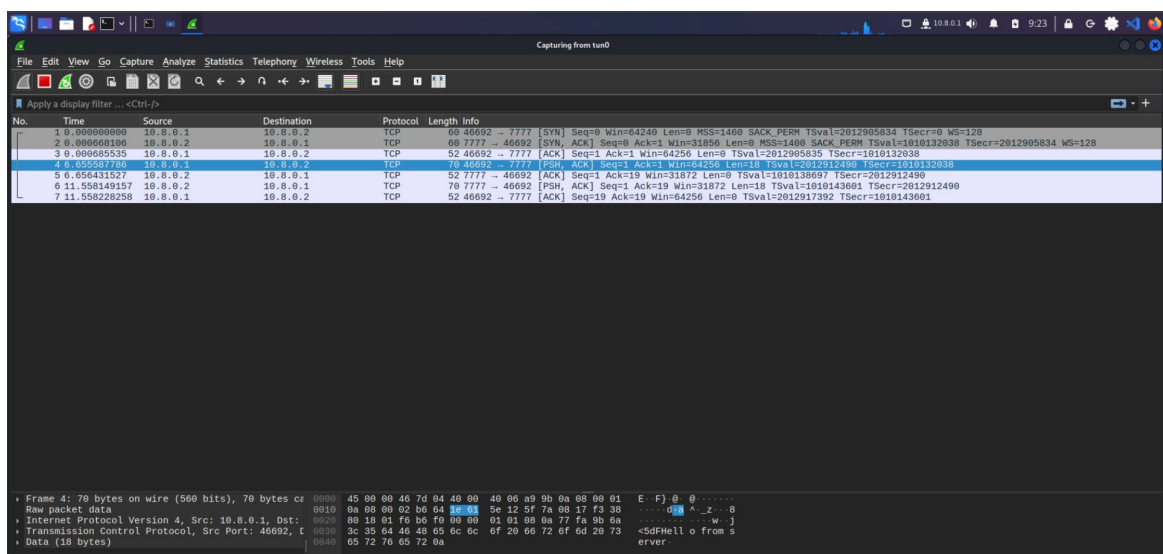 10.8.0.1 9:23
Capturing from tun0
File Edit View Go Capture Analyze Statistics Telephony Wireless Tools Help
Apply a display filter ... <Ctrl-/>
No. Time Source Destination Protocol Length Info
1 0.000000000 10.8.0.1 10.8.0.2 TCP 60 46692 → 7777 [SYN] Seq=0 Win=64240 Len=0 MSS=1460 SACK_PERM TSval=2012905834 TSecr=0 WS=128
2 0.000668106 10.8.0.2 10.8.0.1 TCP 60 7777 → 46692 [SYN, ACK] Seq=0 Ack=1 Win=31856 Len=0 MSS=1400 SACK_PERM TSval=1010132038 TSecr=2012905834 WS=128
3 0.000685535 10.8.0.1 10.8.0.2 TCP 52 46692 → 7777 [ACK] Seq=1 Ack=1 Win=64256 Len=0 TSval=2012905835 TSecr=1010132038
4 6.655587786 10.8.0.1 10.8.0.2 TCP 70 46692 → 7777 [PSH, ACK] Seq=1 Ack=1 Win=64256 Len=18 TSval=2012912490 TSecr=1010132038
5 6.656431527 10.8.0.2 10.8.0.1 TCP 52 7777 → 46692 [ACK] Seq=1 Ack=19 Win=31872 Len=0 TSval=1010138697 TSecr=2012912490
6 11.558149157 10.8.0.2 10.8.0.1 TCP 70 7777 → 46692 [PSH, ACK] Seq=1 Ack=19 Win=31872 Len=18 TSval=1010143601 TSecr=2012912490
7 11.558228258 10.8.0.1 10.8.0.2 TCP 52 46692 → 7777 [ACK] Seq=19 Ack=19 Win=64256 Len=0 TSval=2012917392 TSecr=1010143601
Frame 4: 70 bytes on wire (560 bits), 70 bytes ca 0000 45 00 00 46 7d 04 40 00 40 06 a9 9b 0a 08 00 01 E··F}·@· @·······
Raw packet data 0010 0a 08 00 02 b6 64 1e 61 5e 12 5f 7a 08 17 f3 38 ·····d·a ^·_z···8
Internet Protocol Version 4, Src: 10.8.0.1, Dst: 0020 80 18 01 f6 b6 f0 00 00 01 01 08 0a 77 fa 9b 6a ········ ····w··j
Transmission Control Protocol, Src Port: 46692, D 0030 3c 35 64 46 48 65 6c 6c 6f 20 66 72 6f 6d 20 73 <5dFHell o from s
Data (18 bytes) 0040 65 72 76 65 72 0a erver·